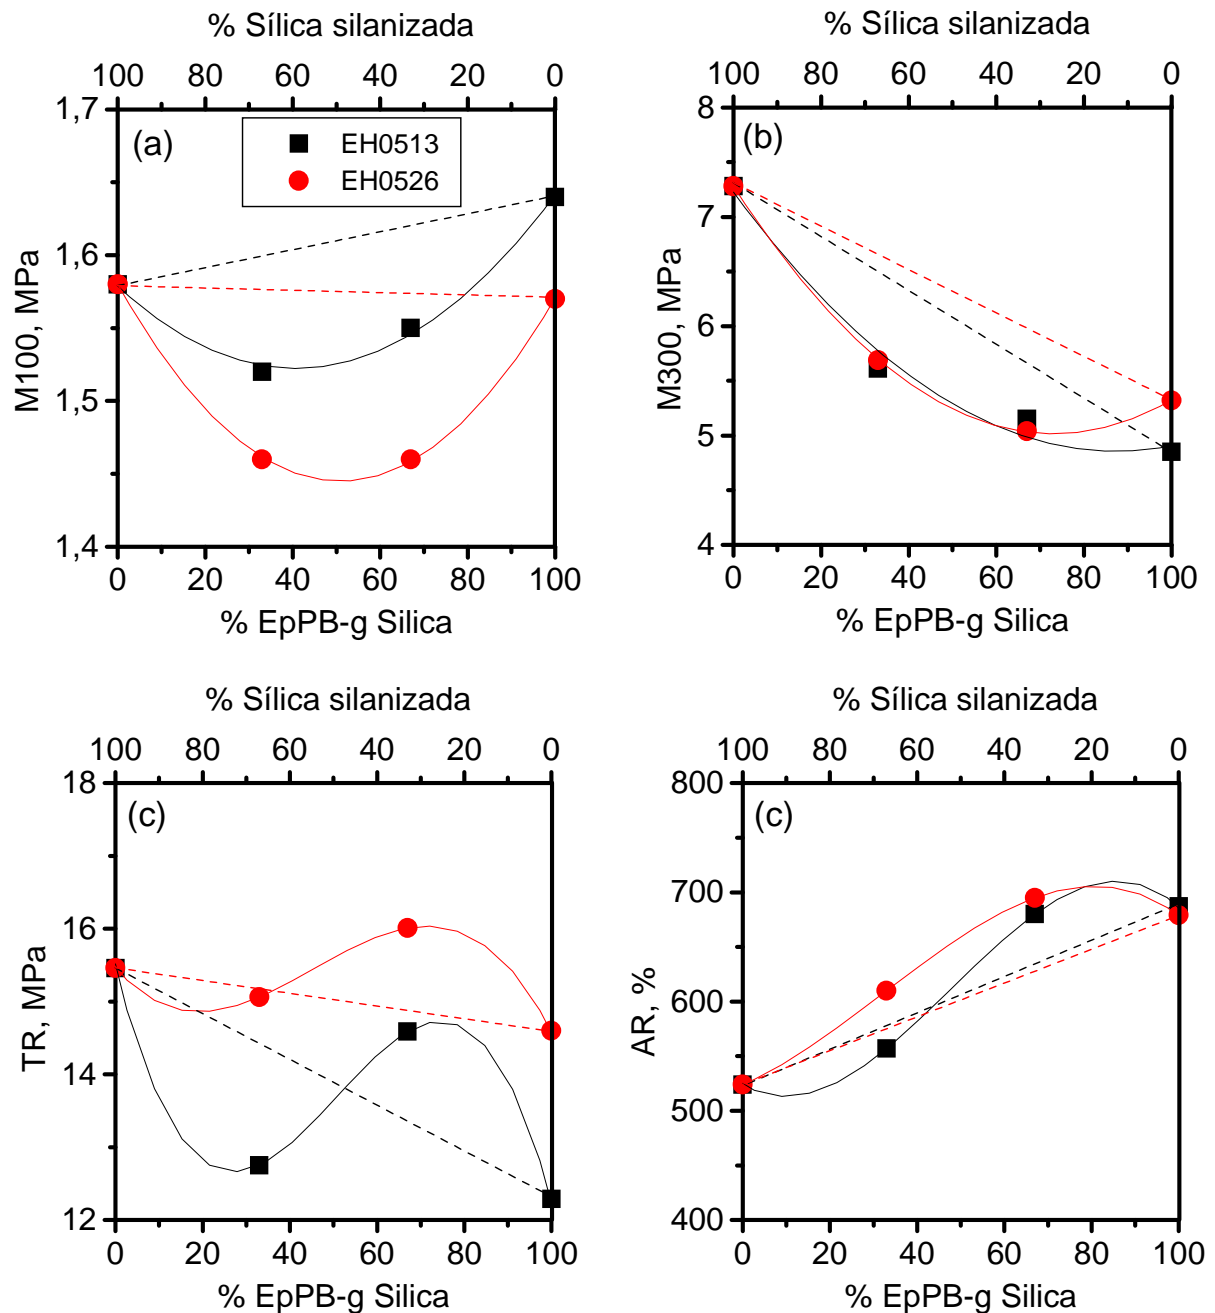 % Sílica silanizada
100 80 60 40 20 0
1,7
(a)
EH0513
EH0526
1,6
1,5
1,4
M100, MPa
0 20 40 60 80 100
% EpPB-g Silica
% Sílica silanizada
100 80 60 40 20 0
8
(b)
7
6
5
4
M300, MPa
0 20 40 60 80 100
% EpPB-g Silica
% Sílica silanizada
100 80 60 40 20 0
18
(c)
16
14
12
TR, MPa
0 20 40 60 80 100
% EpPB-g Silica
% Sílica silanizada
100 80 60 40 20 0
800
(c)
700
600
500
400
AR, %
0 20 40 60 80 100
% EpPB-g Silica